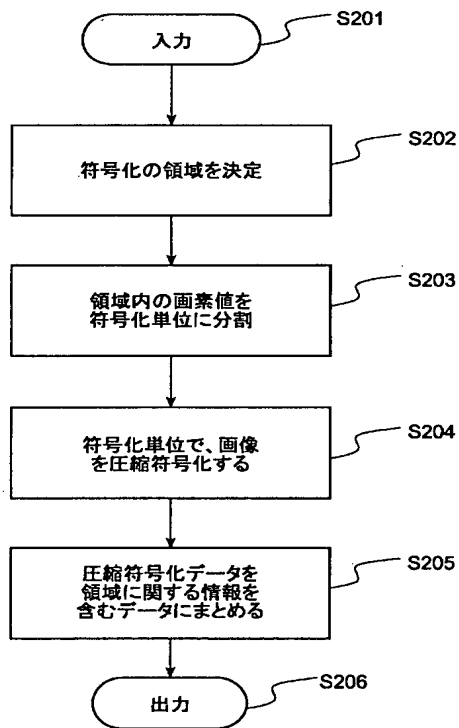 入力
S201
符号化の領域を決定
S202
領域内の画素値を
符号化単位に分割
S203
符号化単位で、画像
を圧縮符号化する
S204
圧縮符号化データを
領域に関する情報を
含むデータにまとめる
S205
出力
S206